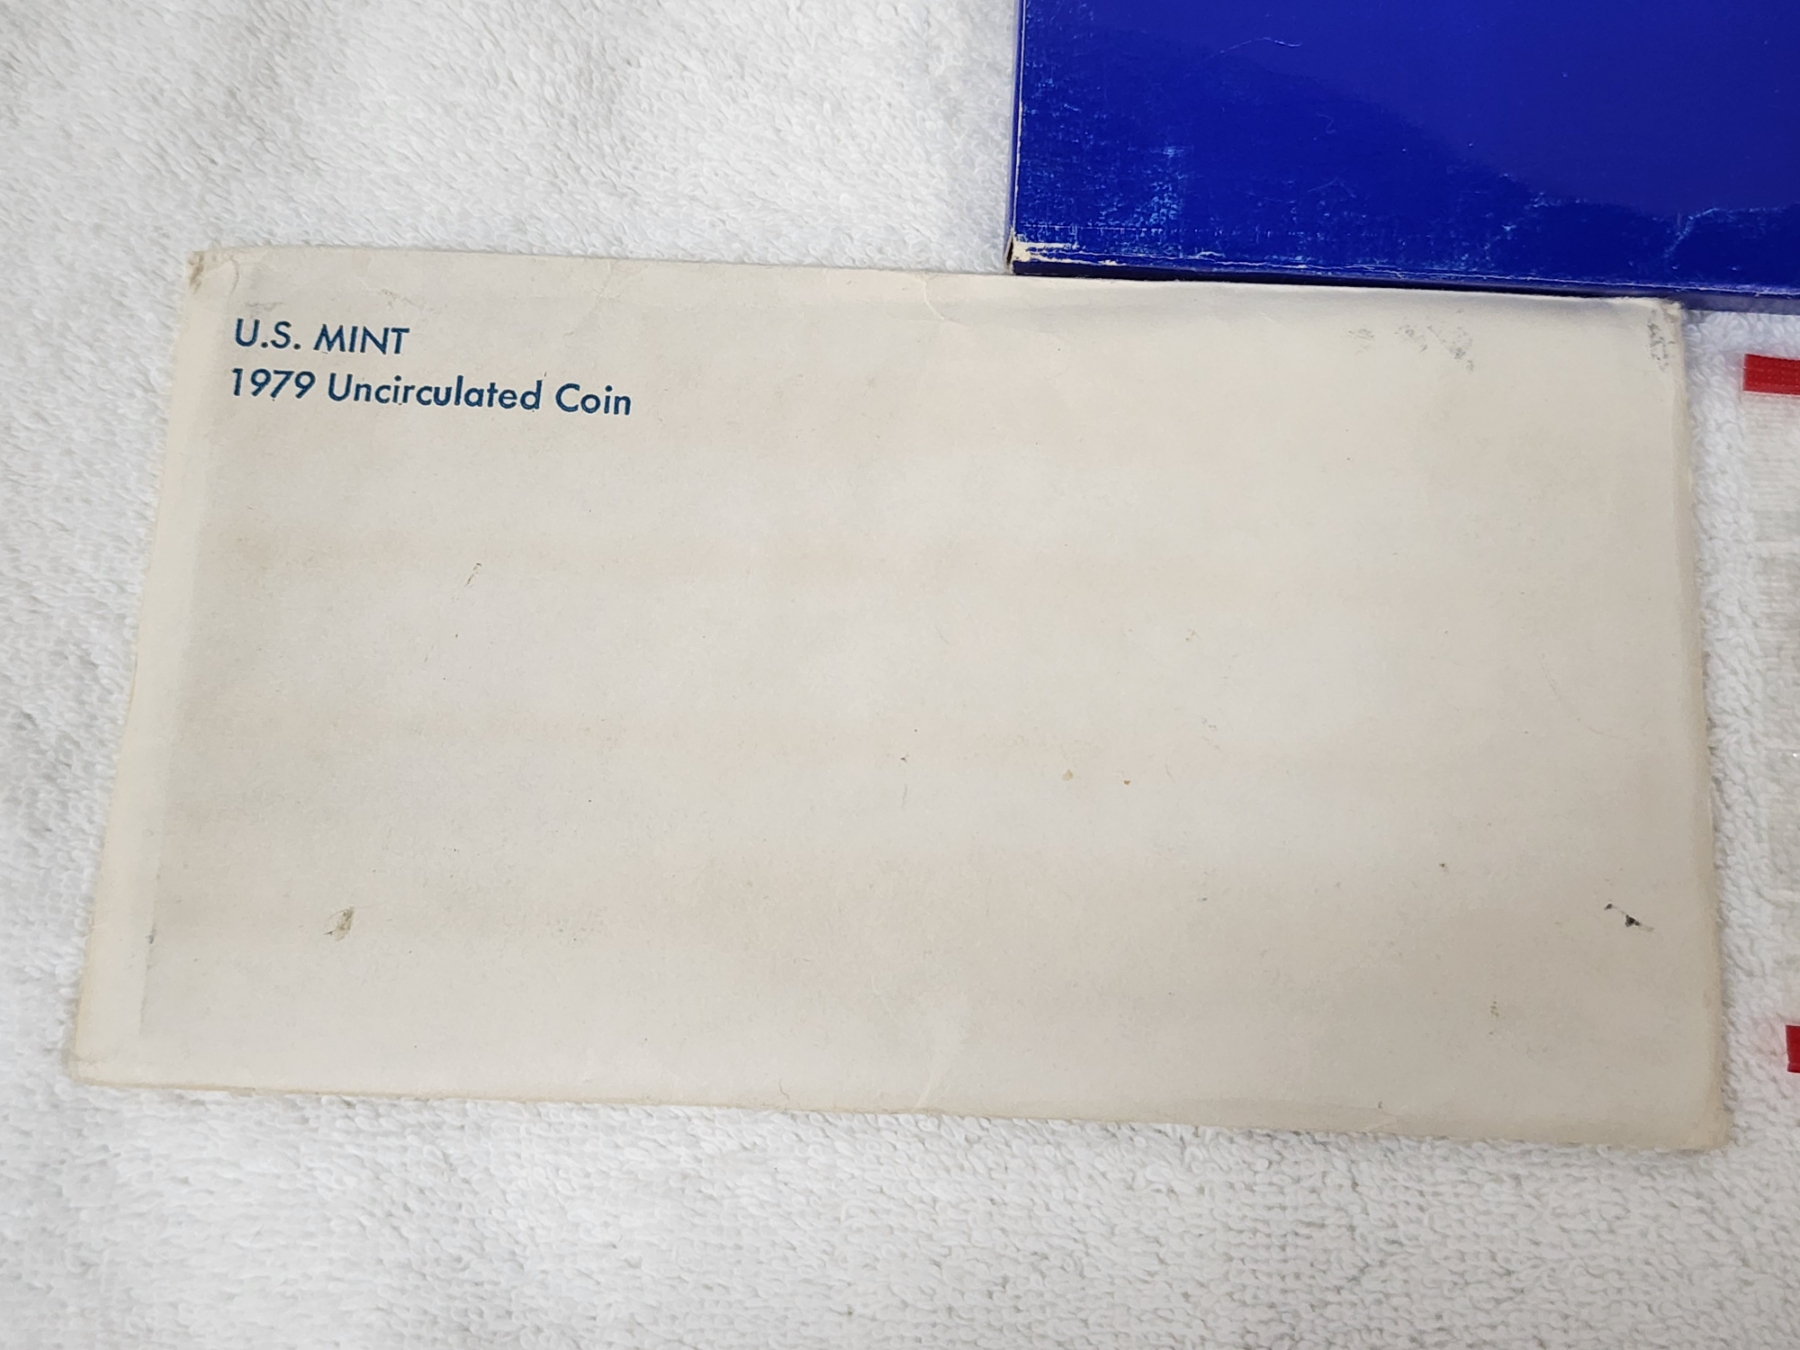 U.S. MINT
1979 Uncirculated Coin